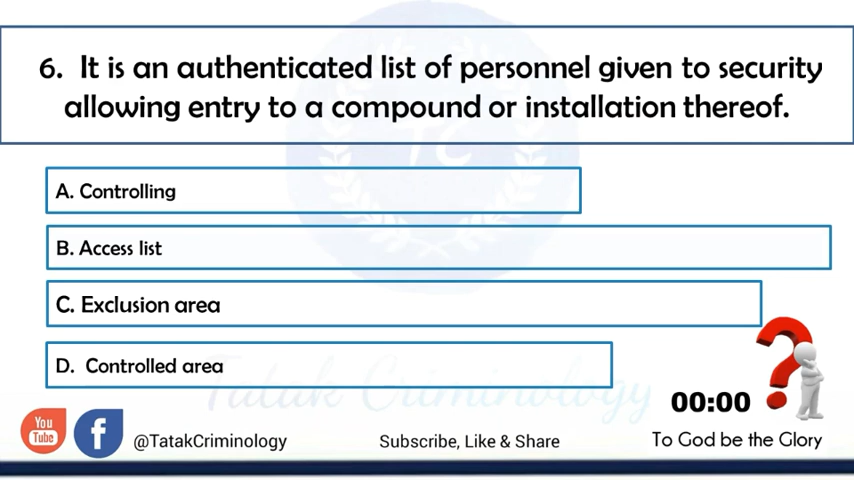 6. It is an authenticated list of personnel given to security
allowing entry to a compound or installation thereof.
TC
A. Controlling
B. Access list
C. Exclusion area
D. Controlled area
Tatak Criminology
00:00
You
Tube
f
@TatakCriminology
Subscribe, Like & Share
To God be the Glory